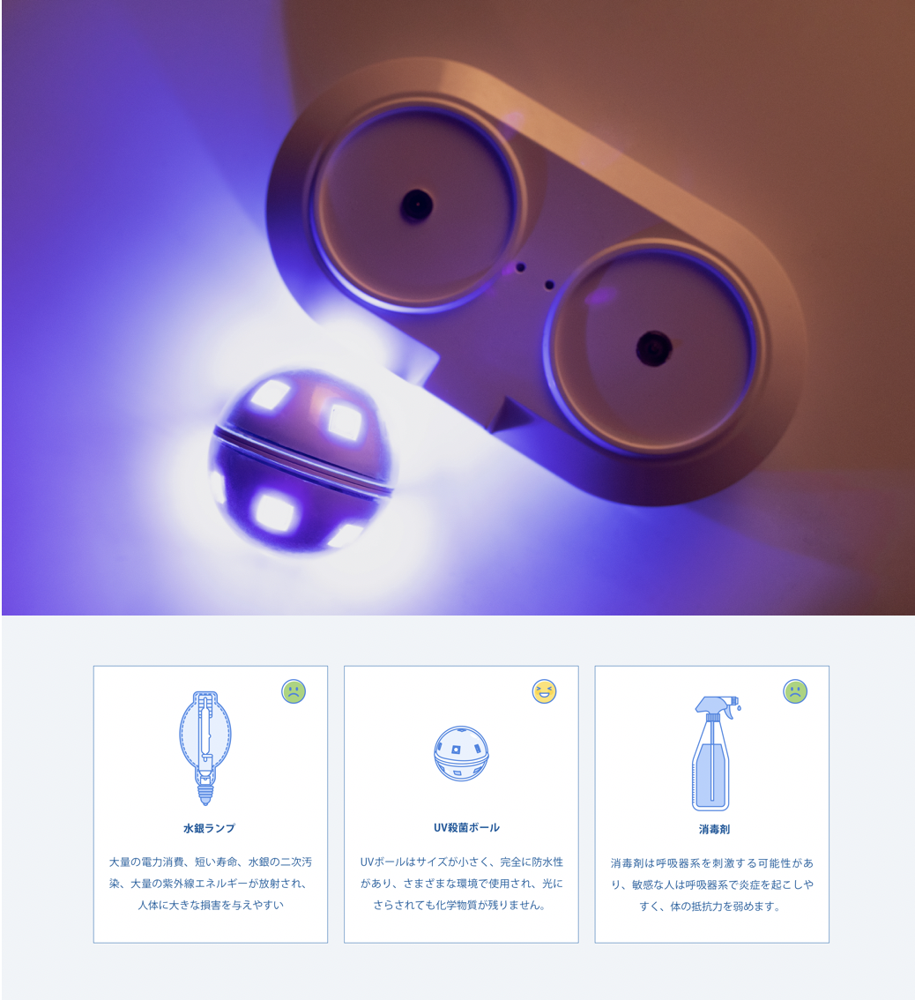 水銀ランプ
大量の電力消費、短い寿命、水銀の二次汚
染、大量の紫外線エネルギーが放射され、
人体に大きな損害を与えやすい
UV殺菌ボール
UVボールはサイズが小さく、完全に防水性
があり、さまざまな環境で使用され、光に
さらされても化学物質が残りません。
消毒剤
消毒剤は呼吸器系を刺激する可能性があ
り、敏感な人は呼吸器系で炎症を起こしや
すく、体の抵抗力を弱めます。